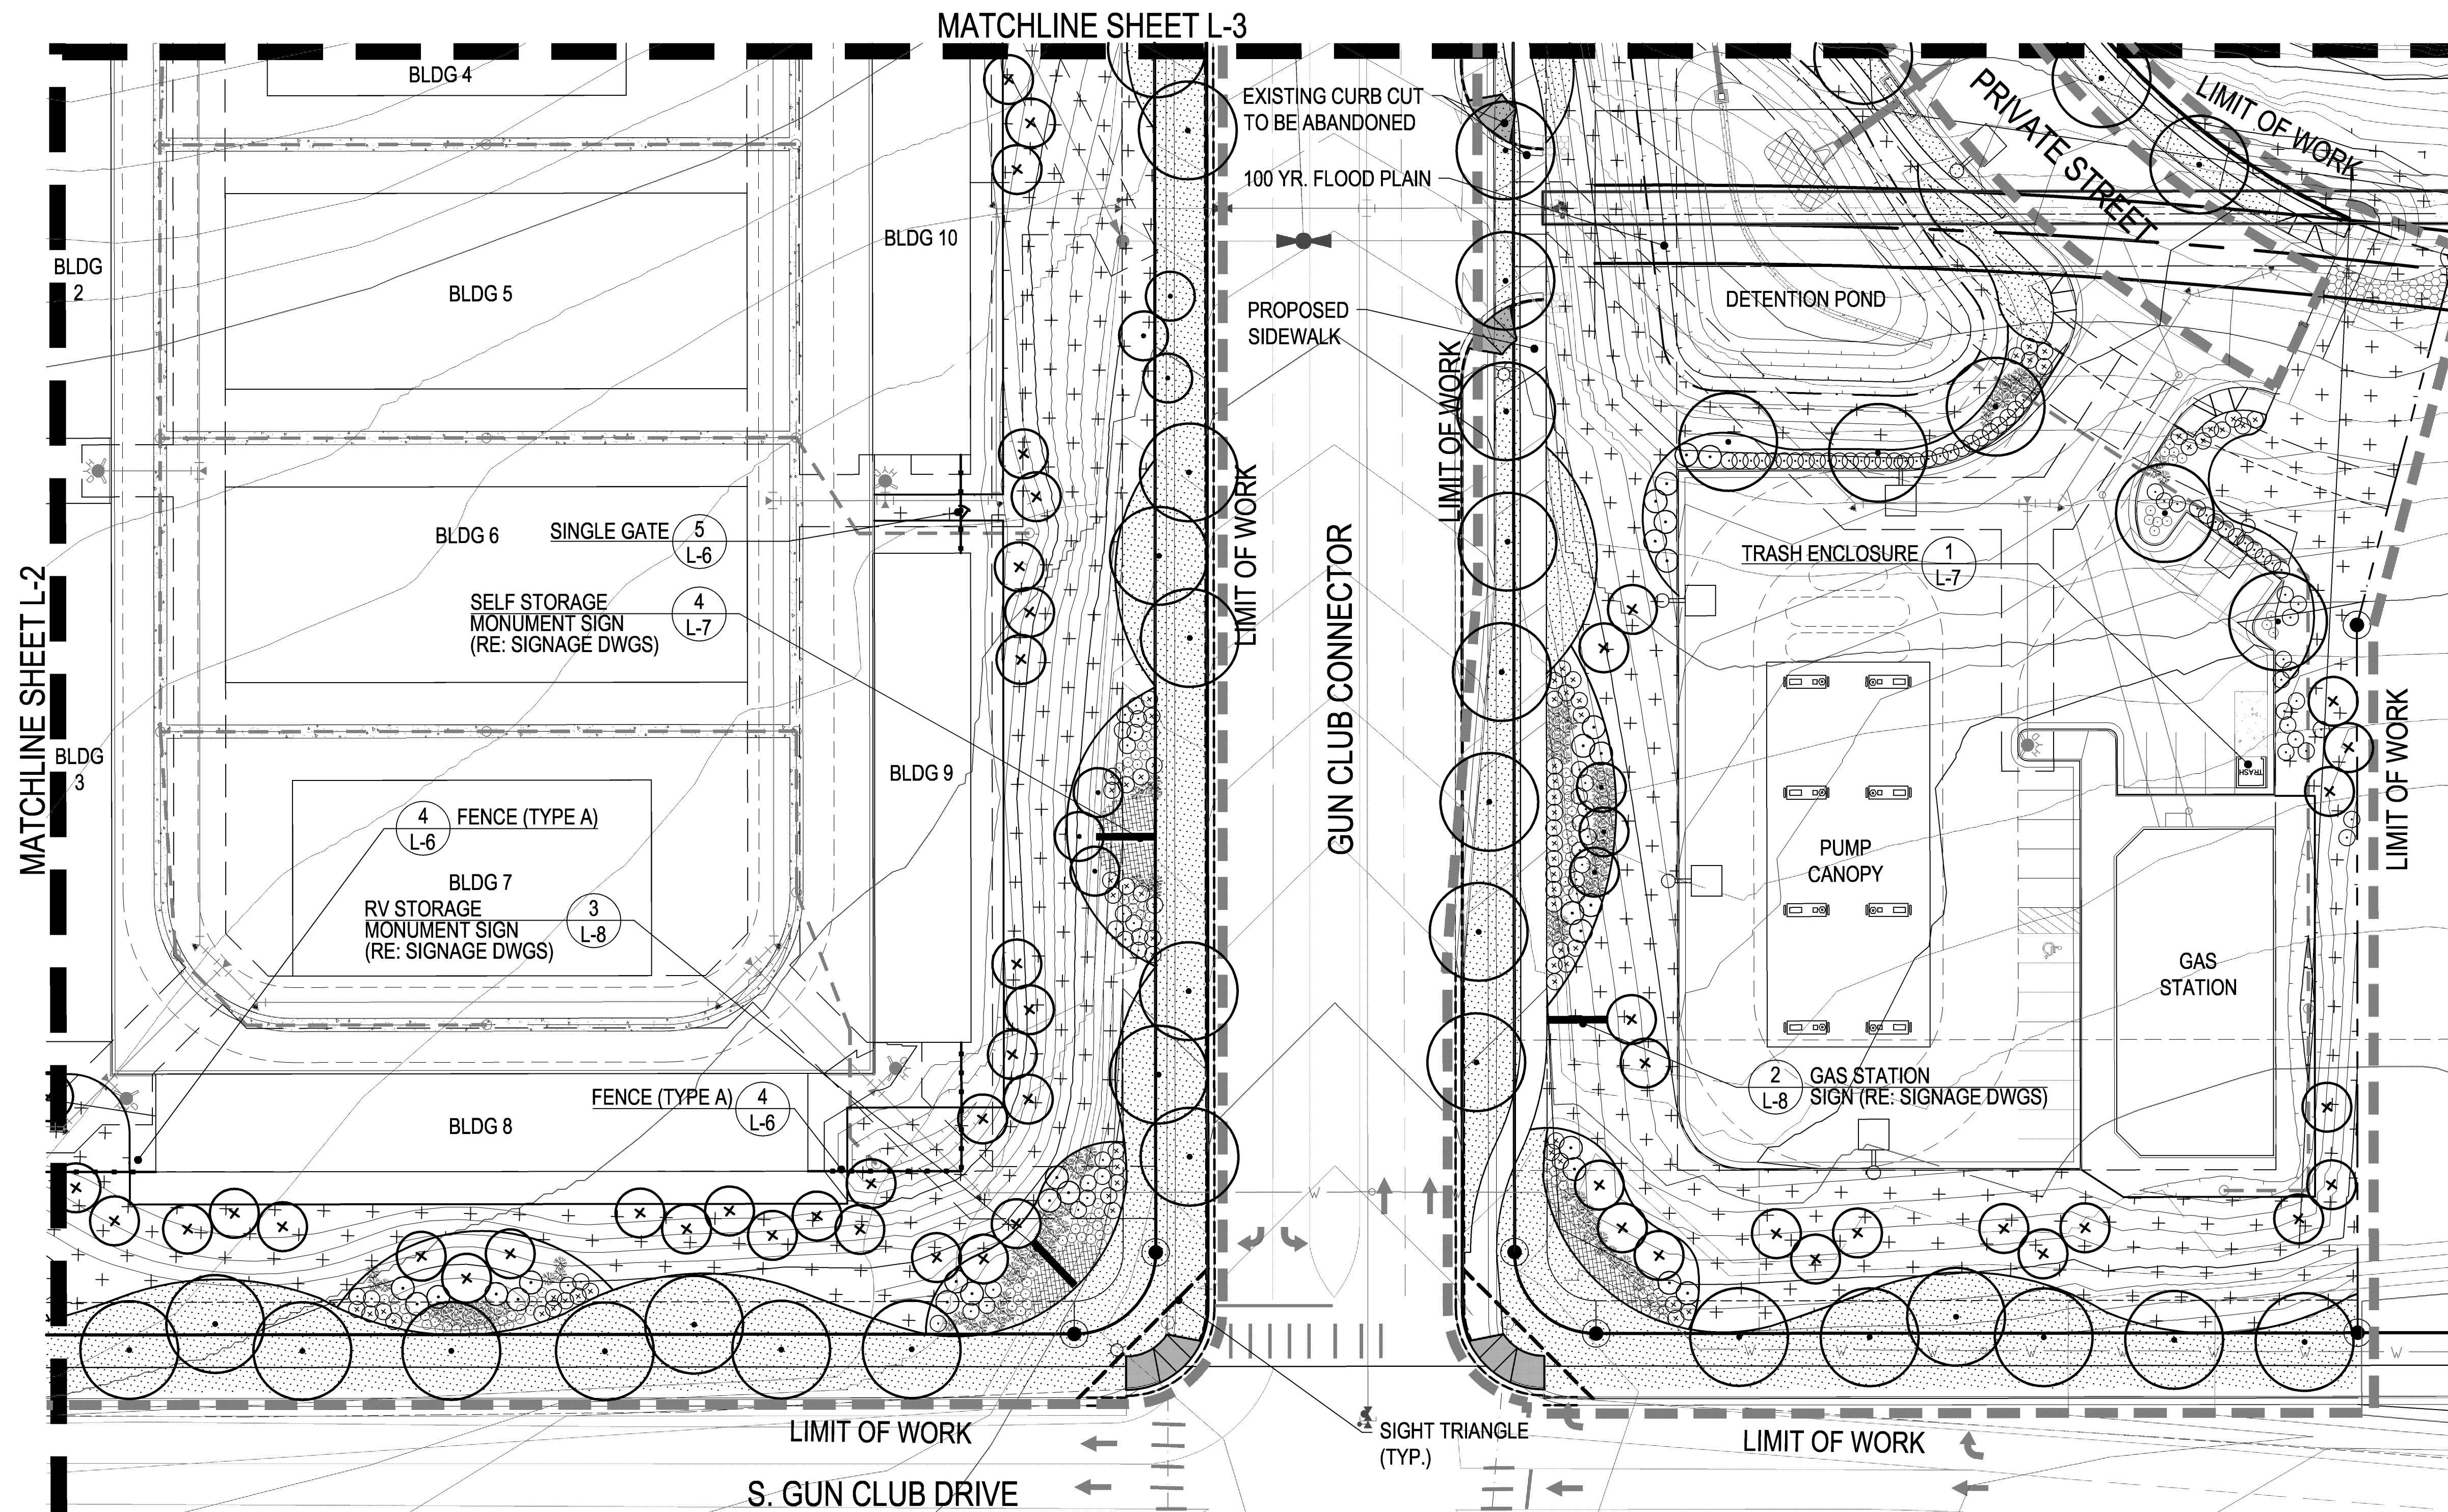 MATCHLINE SHEET L-3
BLDG 4
EXISTING CURB CUT
TO BE ABANDONED
100 YR. FLOOD PLAIN
PRIVATE STREET
LIMIT OF WORK
BLDG 10
BLDG
2
BLDG 5
DETENTION POND
PROPOSED
SIDEWALK
LIMIT OF WORK
LIMIT OF WORK
GUN CLUB CONNECTOR
BLDG 6
SINGLE GATE
5
L-6
TRASH ENCLOSURE
1
L-7
SELF STORAGE
MONUMENT SIGN
(RE: SIGNAGE DWGS)
4
L-7
MATCHLINE SHEET L-2
BLDG
3
BLDG 9
TRASH
LIMIT OF WORK
4
L-6
FENCE (TYPE A)
PUMP
CANOPY
BLDG 7
RV STORAGE
MONUMENT SIGN
(RE: SIGNAGE DWGS)
3
L-8
GAS
STATION
2
L-8
GAS STATION
SIGN (RE: SIGNAGE DWGS)
FENCE (TYPE A)
4
L-6
BLDG 8
W
W
W
W
W
W
W
W
LIMIT OF WORK
SIGHT TRIANGLE
(TYP.)
LIMIT OF WORK
S. GUN CLUB DRIVE